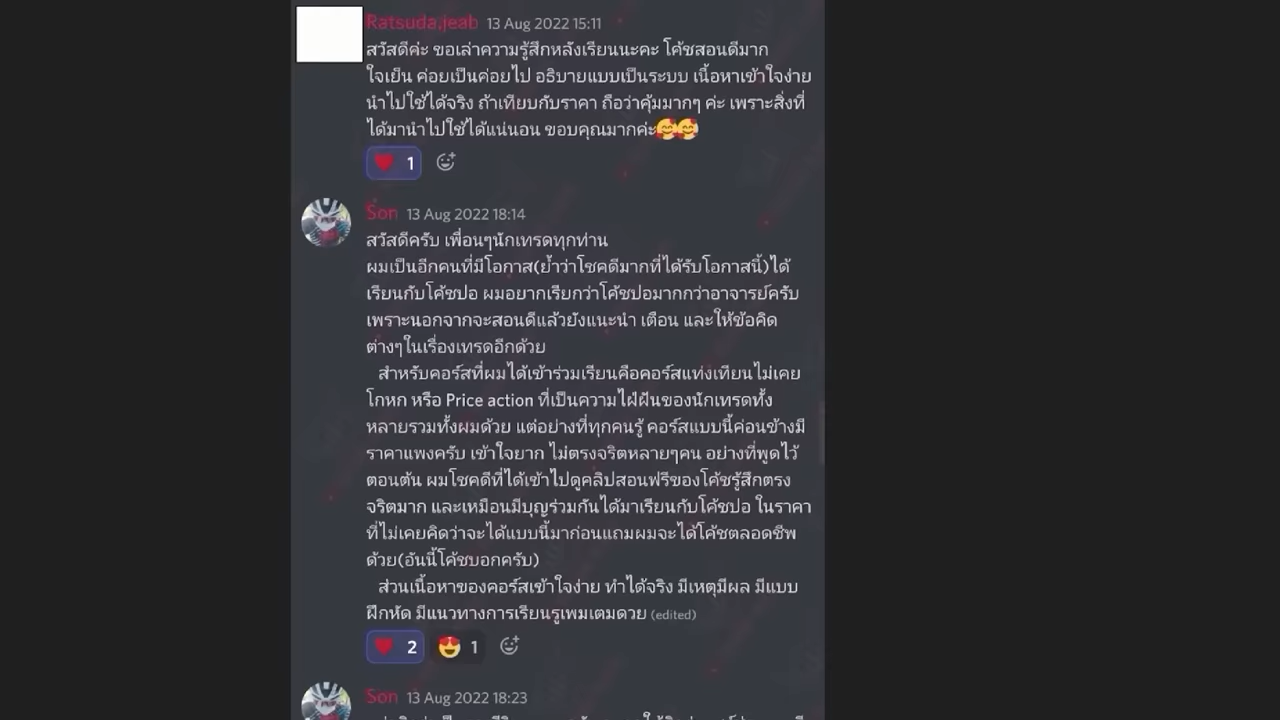 Ratsuda.jeab 13 Aug 2022 15:11
สวัสดีค่ะ ขอเล่าความรู้สึกหลังเรียนนะคะ โค้ชสอนดีมาก
ใจเย็น ค่อยเป็นค่อยไป อธิบายแบบเป็นระบบ เนื้อหาเข้าใจง่าย
นำไปใช้ได้จริง ถ้าเทียบกับราคา ถือว่าคุ้มมากๆ ค่ะ เพราะสิ่งที่
ได้มานำไปใช้ได้แน่นอน ขอบคุณมากค่ะ🥰🥰
❤️ 1
Son 13 Aug 2022 18:14
สวัสดีครับ เพื่อนๆนักเทรดทุกท่าน
ผมเป็นอีกคนที่มีโอกาส(ย้ำว่าโชคดีมากที่ได้รับโอกาสนี้)ได้
เรียนกับโค้ชปอ ผมอยากเรียกว่าโค้ชปอมากกว่าอาจารย์ครับ
เพราะนอกจากจะสอนดีแล้วยังแนะนำ เตือน และให้ข้อคิด
ต่างๆในเรื่องเทรดอีกด้วย
สำหรับคอร์สที่ผมได้เข้าร่วมเรียนคือคอร์สแท่งเทียนไม่เคย
โกหก หรือ Price action ที่เป็นความไฝ่ฝันของนักเทรดทั้ง
หลายรวมทั้งผมด้วย แต่อย่างที่ทุกคนรู้ คอร์สแบบนี้ค่อนข้างมี
ราคาแพงครับ เข้าใจยาก ไม่ตรงจริตหลายๆคน อย่างที่พูดไว้
ตอนต้น ผมโชคดีที่ได้เข้าไปดูคลิปสอนฟรีของโค้ชรู้สึกตรง
จริตมาก และเหมือนมีบุญร่วมกันได้มาเรียนกับโค้ชปอ ในราคา
ที่ไม่เคยคิดว่าจะได้แบบนี้มาก่อนแถมผมจะได้โค้ชตลอดชีพ
ด้วย(อันนี้โค้ชบอกครับ)
ส่วนเนื้อหาของคอร์สเข้าใจง่าย ทำได้จริง มีเหตุมีผล มีแบบ
ฝึกหัด มีแนวทางการเรียนรู้เพิ่มเติมด้วย (edited)
❤️ 2 😍 1
Son 13 Aug 2022 18:23